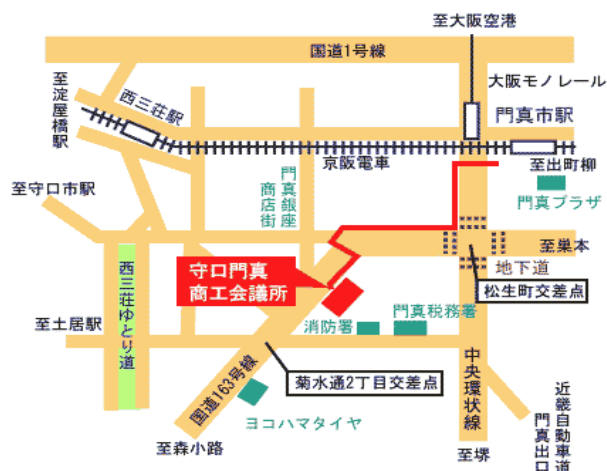 至大阪空港
国道1号線
大阪モノレール
至淀屋橋駅
西三荘駅
門真市駅
京阪電車
至出町柳
門真銀座
商店街
門真プラザ
至守口市駅
至巣本
守口門真
商工会議所
地下道
松生町交差点
西三荘ゆとり道
至土居駅
消防署
門真税務署
国道163号線
菊水通2丁目交差点
中央環状線
ヨコハマタイヤ
近畿自動車道
門真出口
至森小路
至堺